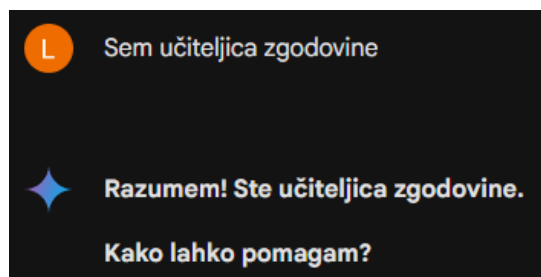 L
Sem učiteljica zgodovine
Razumem! Ste učiteljica zgodovine.
Kako lahko pomagam?